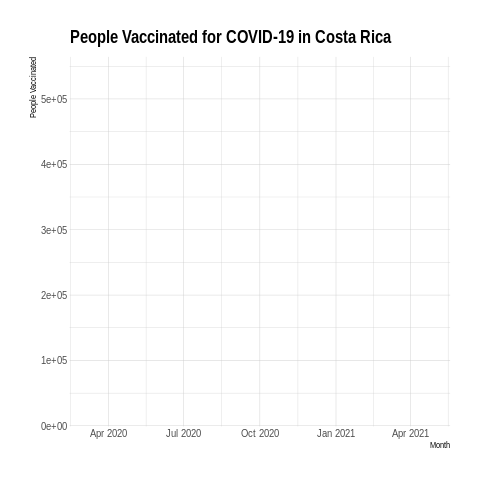 People Vaccinated for COVID-19 in Costa Rica
People Vaccinated
5e+05
4e+05
3e+05
2e+05
1e+05
0e+00
Apr 2020 Jul 2020 Oct 2020 Jan 2021 Apr 2021
Month